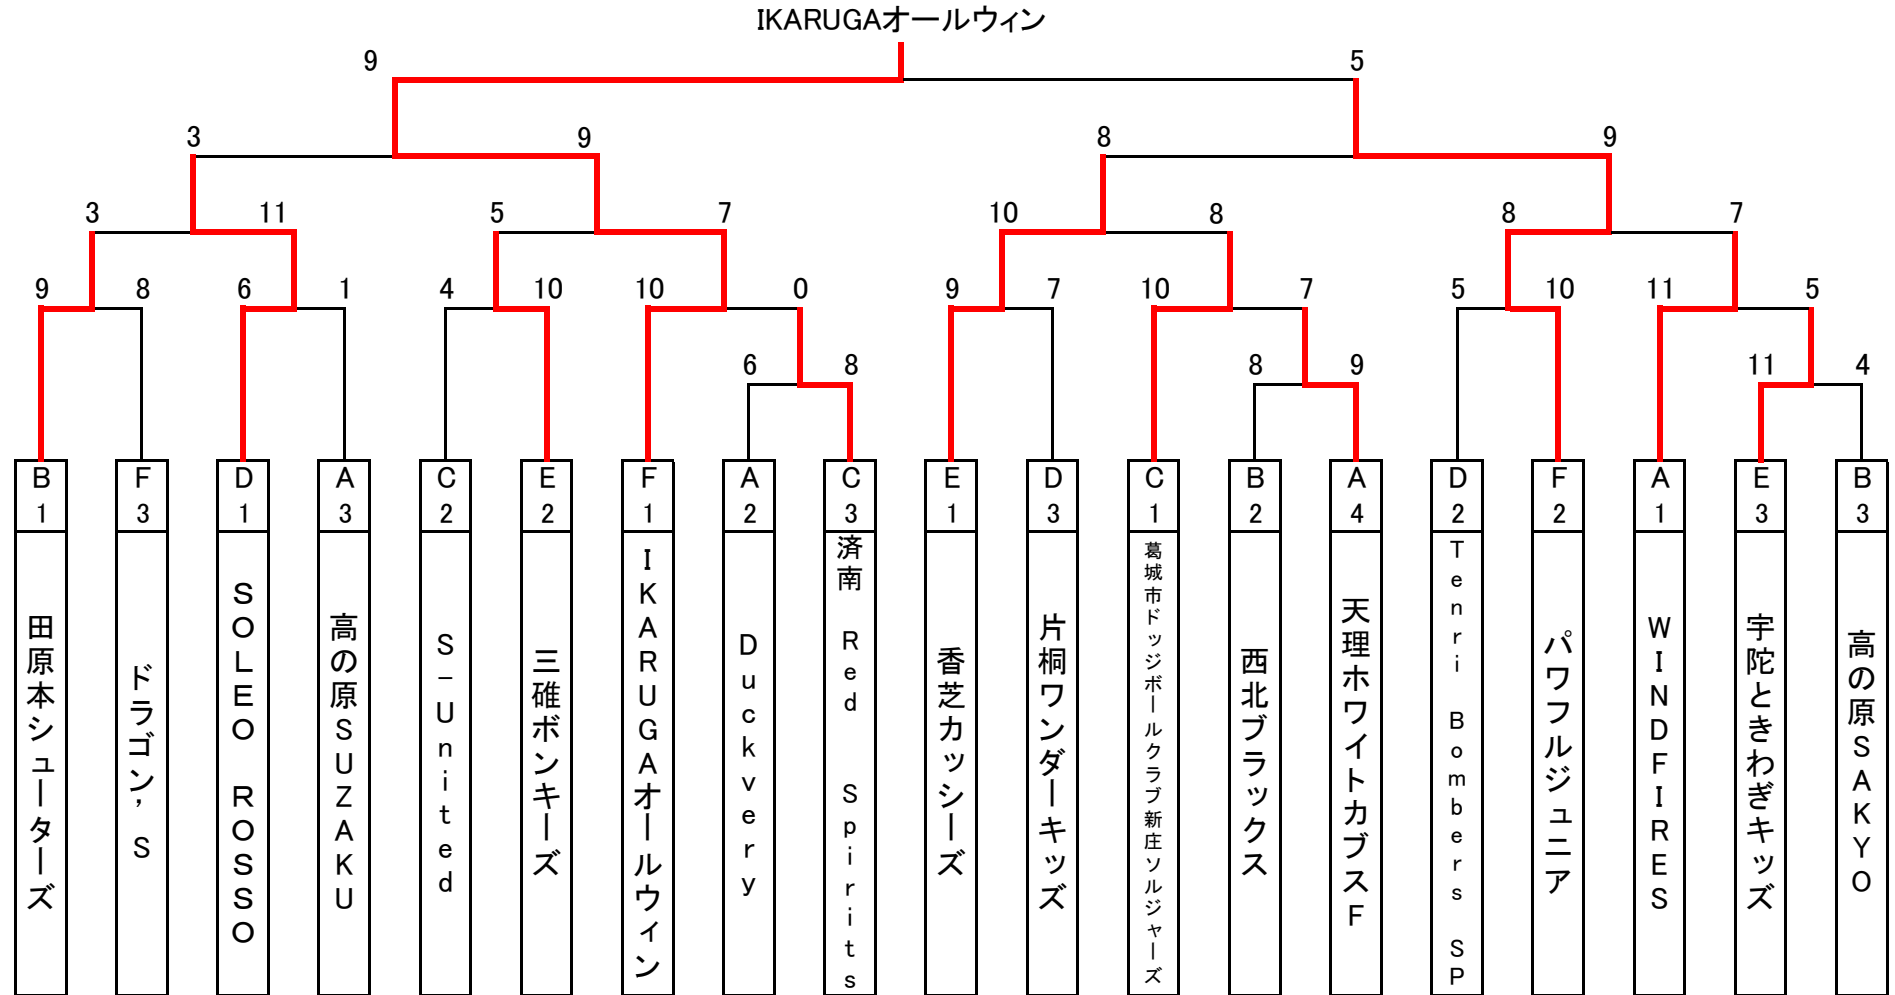 IKARUGAオールウィン
9 5
3 9 8 9
3 11 5 7 10 8 8 7
9 8 6 1 4 10 10 0 9 7 10 7 5 10 11 5
6 8 8 9 11 4
B1 田原本シューターズ
F3 ドラゴン’S
D1 SOLEO ROSSO
A3 高の原SUZAKU
C2 S-United
E2 三碓ボンキーズ
F1 IKARUGAオールウィン
A2 Duckvery
C3 済南 Red Spirits
E1 香芝カッシーズ
D3 片桐ワンダーキッズ
C1 葛城市ドッジボールクラブ新庄ソルジャーズ
B2 西北ブラックス
A4 天理ホワイトカブスF
D2 Tenri Bombers SP
F2 パワフルジュニア
A1 WINDFIRES
E3 宇陀ときわぎキッズ
B3 高の原SAKYO